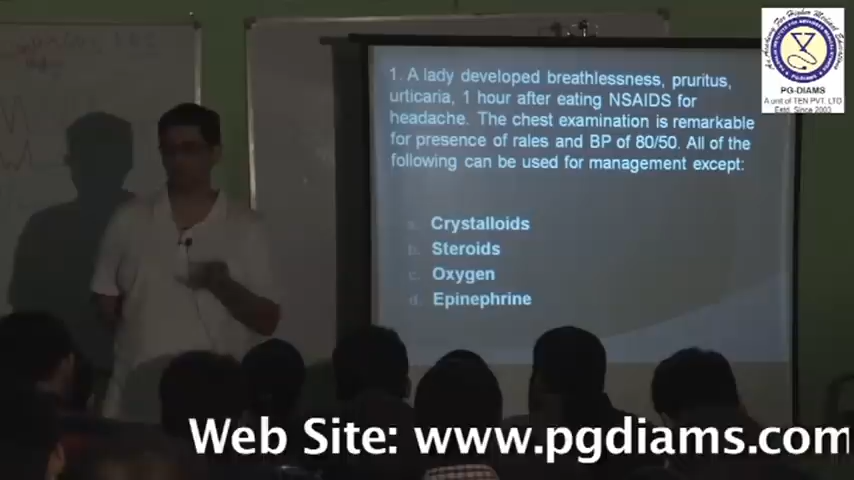 1. A lady developed breathlessness, pruritus,
urticaria, 1 hour after eating NSAIDS for
headache. The chest examination is remarkable
for presence of rales and BP of 80/50. All of the
following can be used for management except:
a. Crystalloids
b. Steroids
c. Oxygen
d. Epinephrine
PG-DIAMS
A unit of TEN PVT. LTD
Estd. Since 2003
Web Site: www.pgdiams.com